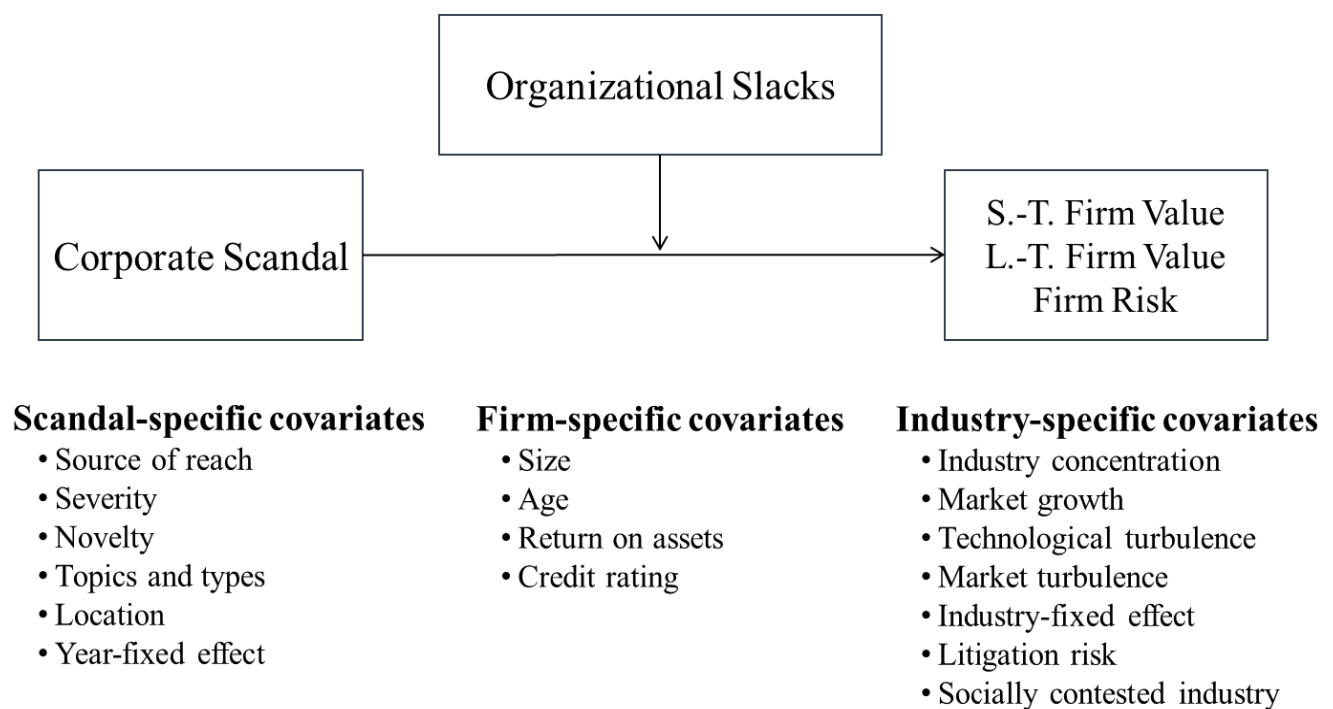 Organizational Slacks
Corporate Scandal
S.-T. Firm Value
L.-T. Firm Value
Firm Risk
Scandal-specific covariates
• Source of reach
• Severity
• Novelty
• Topics and types
• Location
• Year-fixed effect
Firm-specific covariates
• Size
• Age
• Return on assets
• Credit rating
Industry-specific covariates
• Industry concentration
• Market growth
• Technological turbulence
• Market turbulence
• Industry-fixed effect
• Litigation risk
• Socially contested industry